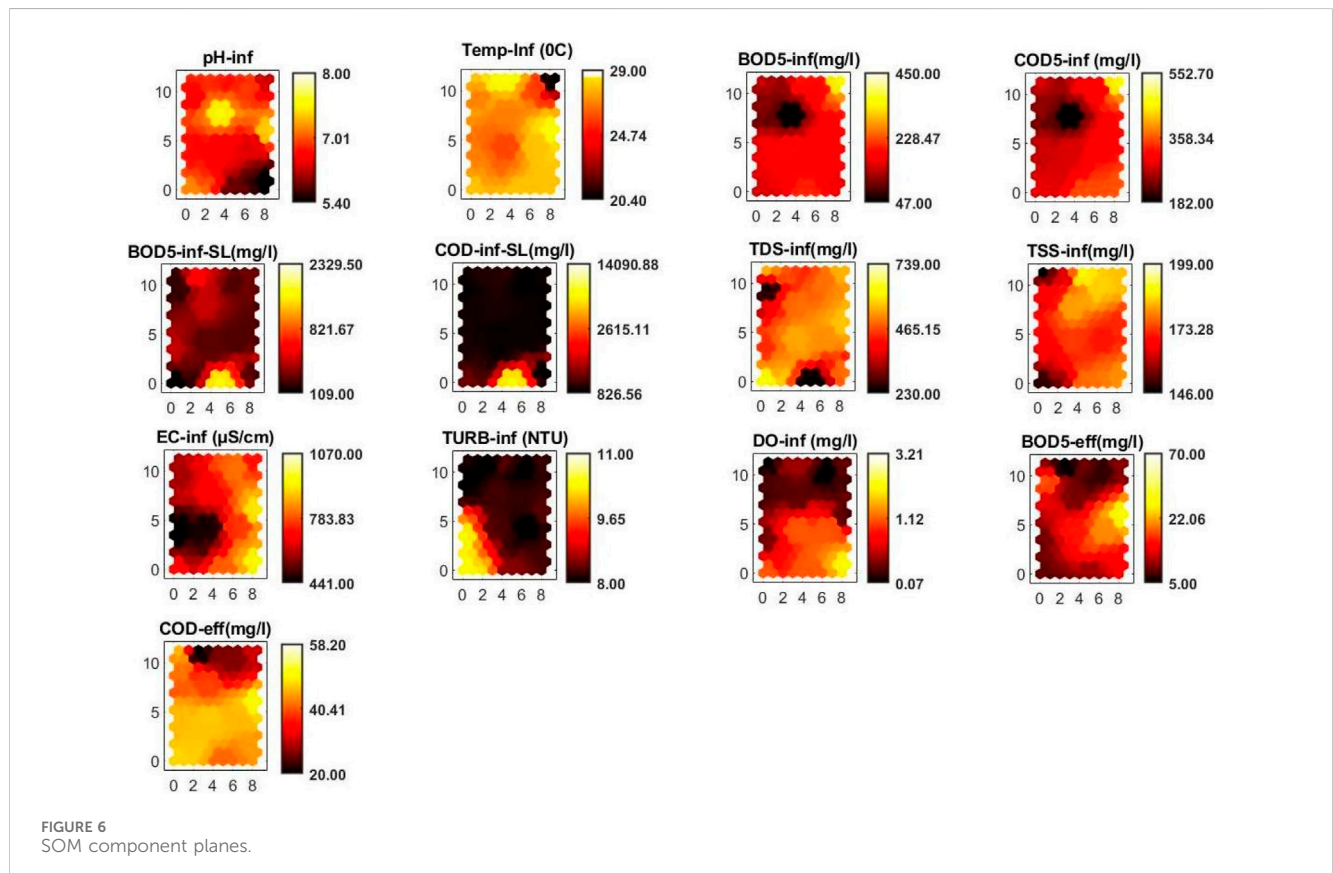 pH-inf
8.00
7.01
5.40
10
5
0
0 2 4 6 8
Temp-Inf (0C)
29.00
24.74
20.40
10
5
0
0 2 4 6 8
BOD5-inf(mg/l)
450.00
228.47
47.00
10
5
0
0 2 4 6 8
COD5-inf (mg/l)
552.70
358.34
182.00
10
5
0
0 2 4 6 8
BOD5-inf-SL(mg/l)
2329.50
821.67
109.00
10
5
0
0 2 4 6 8
COD-inf-SL(mg/l)
14090.88
2615.11
826.56
10
5
0
0 2 4 6 8
TDS-inf(mg/l)
739.00
465.15
230.00
10
5
0
0 2 4 6 8
TSS-inf(mg/l)
199.00
173.28
146.00
10
5
0
0 2 4 6 8
EC-inf (µS/cm)
1070.00
783.83
441.00
10
5
0
0 2 4 6 8
TURB-inf (NTU)
11.00
9.65
8.00
10
5
0
0 2 4 6 8
DO-inf (mg/l)
3.21
1.12
0.07
10
5
0
0 2 4 6 8
BOD5-eff(mg/l)
70.00
22.06
5.00
10
5
0
0 2 4 6 8
COD-eff(mg/l)
58.20
40.41
20.00
10
5
0
0 2 4 6 8
FIGURE 6
SOM component planes.